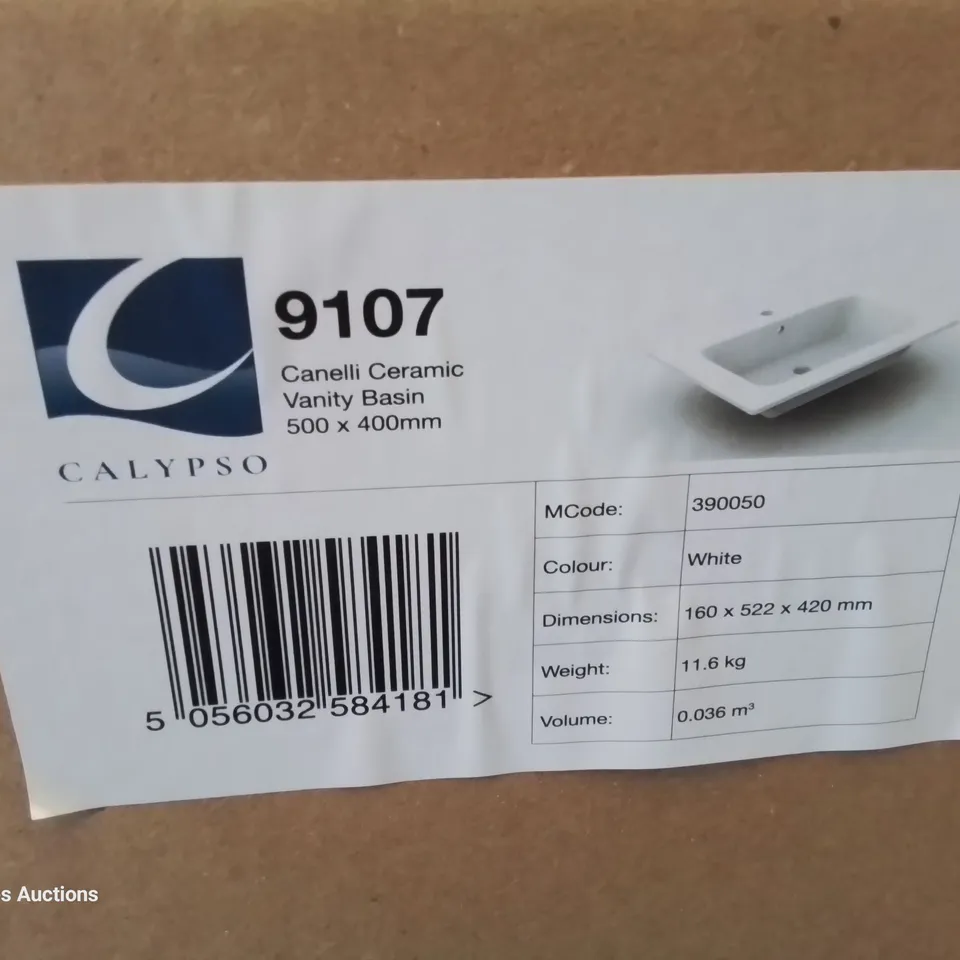 9107
Canelli Ceramic
Vanity Basin
500 x 400mm
CALYPSO
MCode: 390050
Colour: White
Dimensions: 160 x 522 x 420 mm
Weight: 11.6 kg
Volume: 0.036 m³
5 056032 584181 >
s Auctions